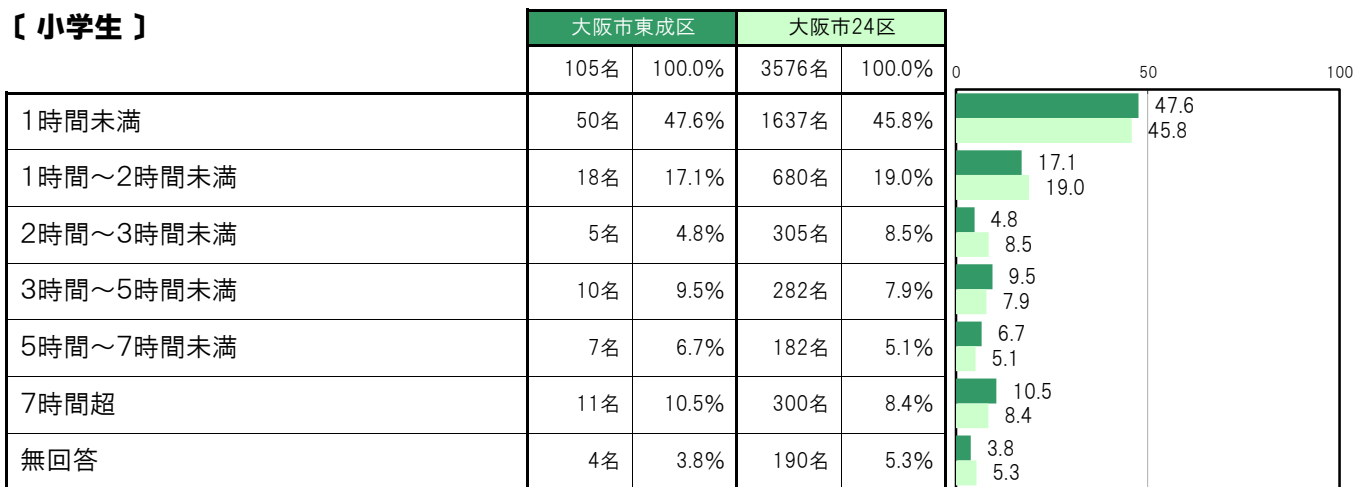 〔 小学生 〕
大阪市東成区 大阪市24区
105名 100.0% 3576名 100.0%
0 50 100
1時間未満 50名 47.6% 1637名 45.8%
47.6
45.8
1時間～2時間未満 18名 17.1% 680名 19.0%
17.1
19.0
2時間～3時間未満 5名 4.8% 305名 8.5%
4.8
8.5
3時間～5時間未満 10名 9.5% 282名 7.9%
9.5
7.9
5時間～7時間未満 7名 6.7% 182名 5.1%
6.7
5.1
7時間超 11名 10.5% 300名 8.4%
10.5
8.4
無回答 4名 3.8% 190名 5.3%
3.8
5.3